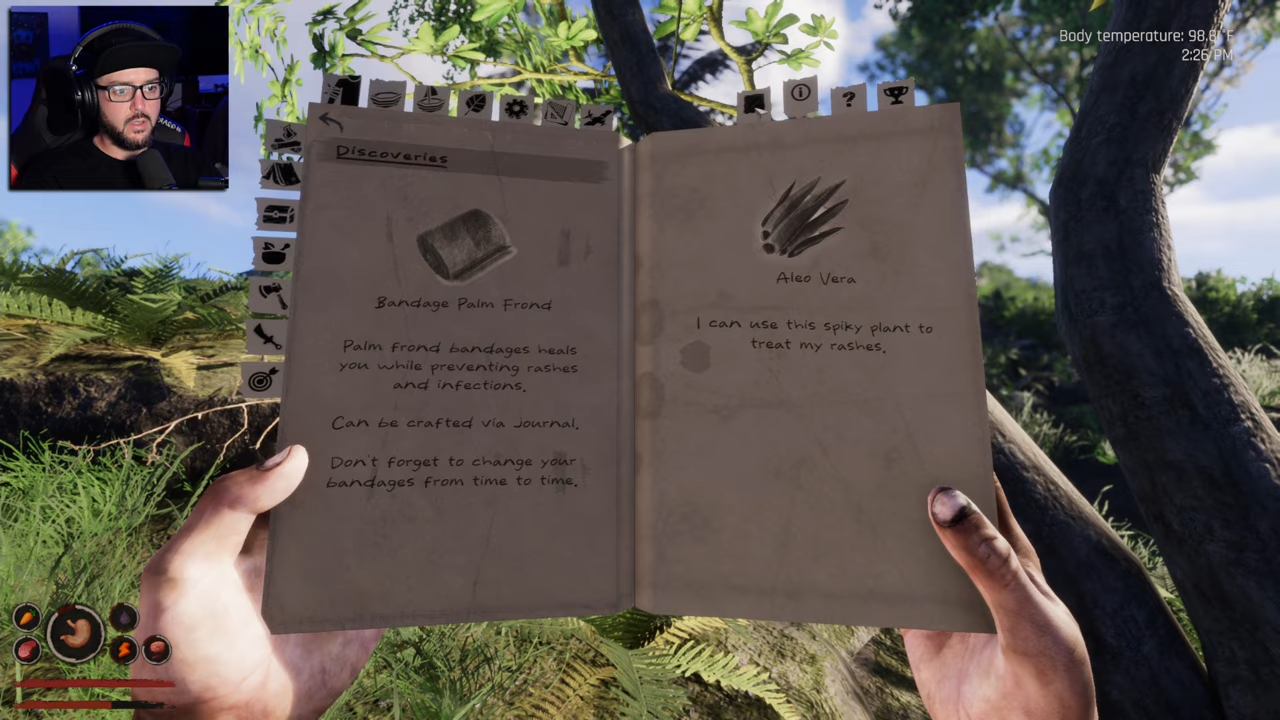 Body temperature: 98.8°F
2:26 PM
Discoveries
Bandage Palm Frond
Palm frond bandages heals
you while preventing rashes
and infections.
Can be crafted via journal.
Don't forget to change your
bandages from time to time.
Aleo Vera
I can use this spiky plant to
treat my rashes.